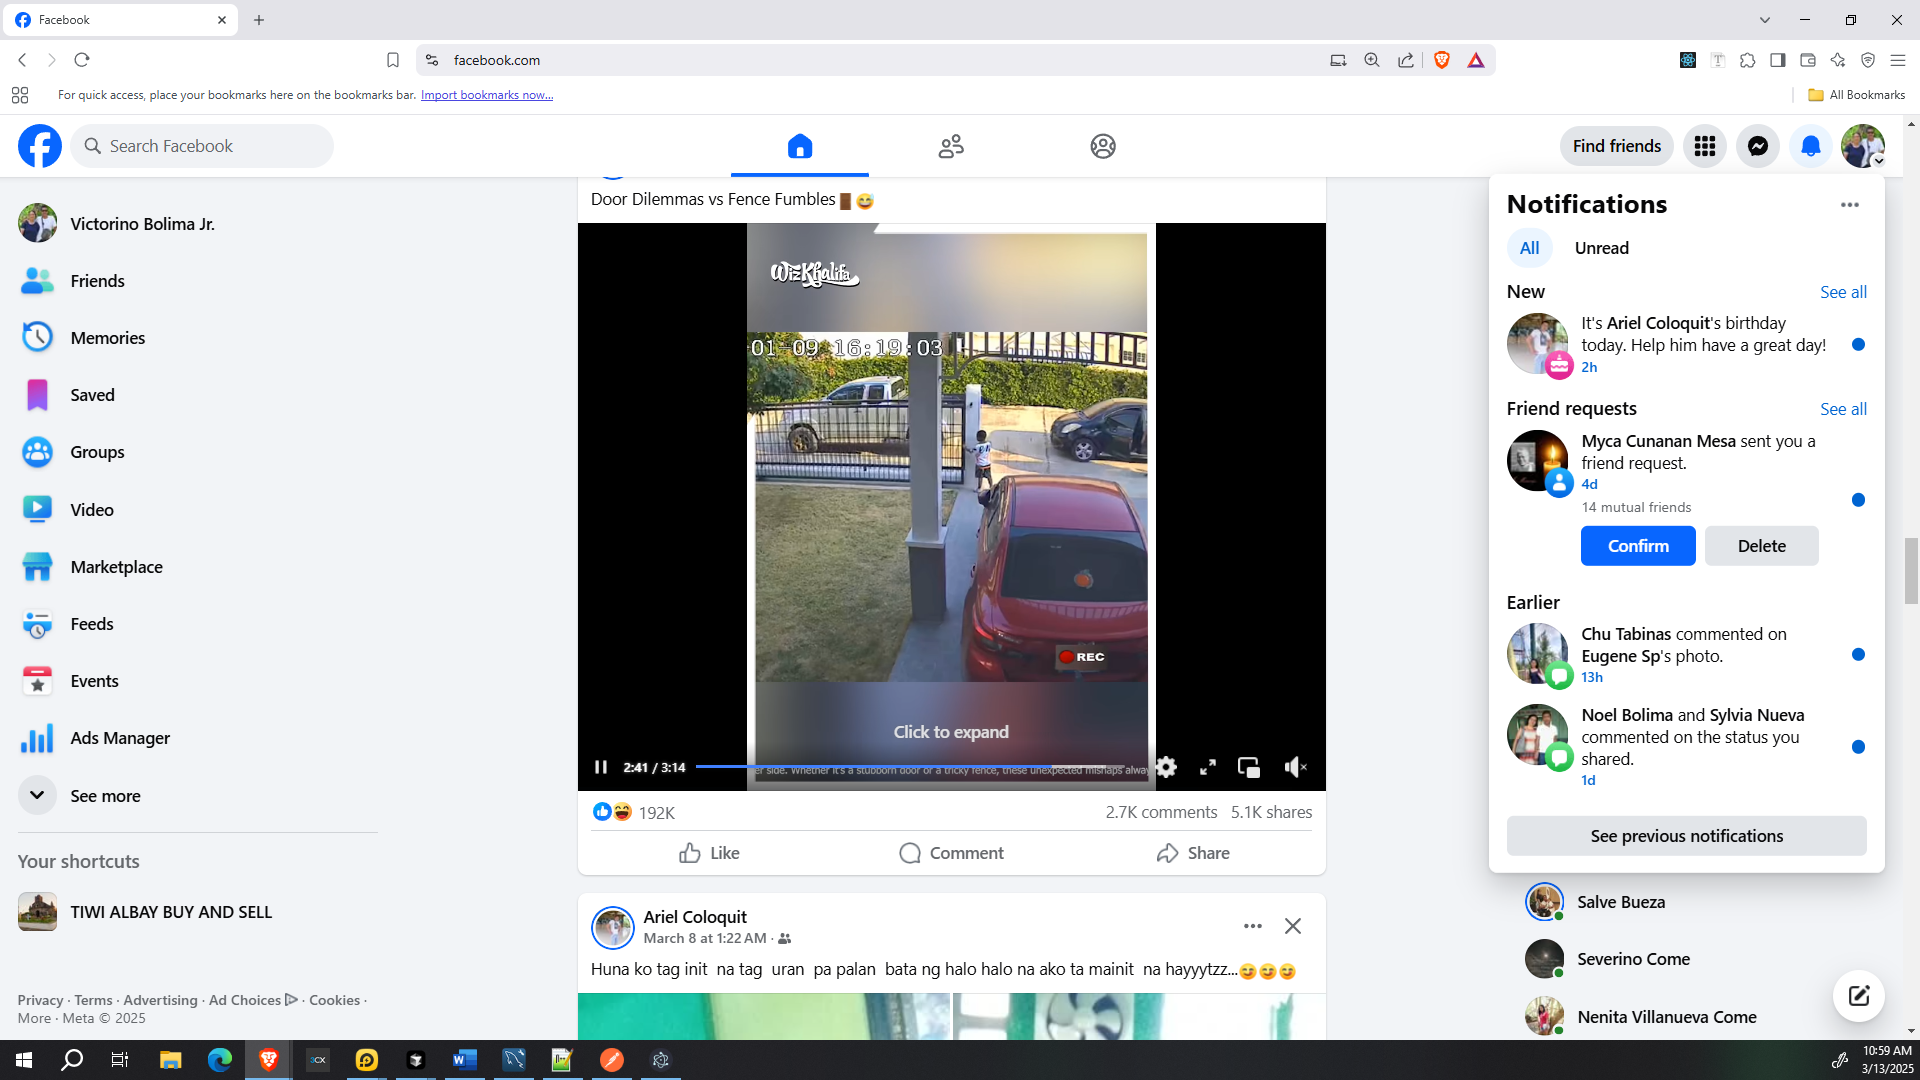 Facebook
facebook.com
For quick access, place your bookmarks here on the bookmarks bar. Import bookmarks now...
All Bookmarks
Search Facebook
Find friends
Victorino Bolima Jr.
Friends
Memories
Saved
Groups
Video
Marketplace
Feeds
Events
Ads Manager
See more
Your shortcuts
TIWI ALBAY BUY AND SELL
Privacy · Terms · Advertising · Ad Choices · Cookies ·
More · Meta © 2025
Door Dilemmas vs Fence Fumbles🚪😅
WizKhalifa
01-09 16:19:03
REC
Click to expand
2:41 / 3:14
er side. Whether it's a stubborn door or a tricky fence, these unexpected mishaps alway
192K
2.7K comments 5.1K shares
Like
Comment
Share
Ariel Coloquit
March 8 at 1:22 AM ·
Huna ko tag init na tag uran pa palan bata ng halo halo na ako ta mainit na hayyytzz...😊😊😊
Notifications
All
Unread
New
See all
It's Ariel Coloquit's birthday
today. Help him have a great day!
2h
Friend requests
See all
Myca Cunanan Mesa sent you a
friend request.
4d
14 mutual friends
Confirm
Delete
Earlier
Chu Tabinas commented on
Eugene Sp's photo.
13h
Noel Bolima and Sylvia Nueva
commented on the status you
shared.
1d
See previous notifications
Salve Bueza
Severino Come
Nenita Villanueva Come
10:59 AM
3/13/2025